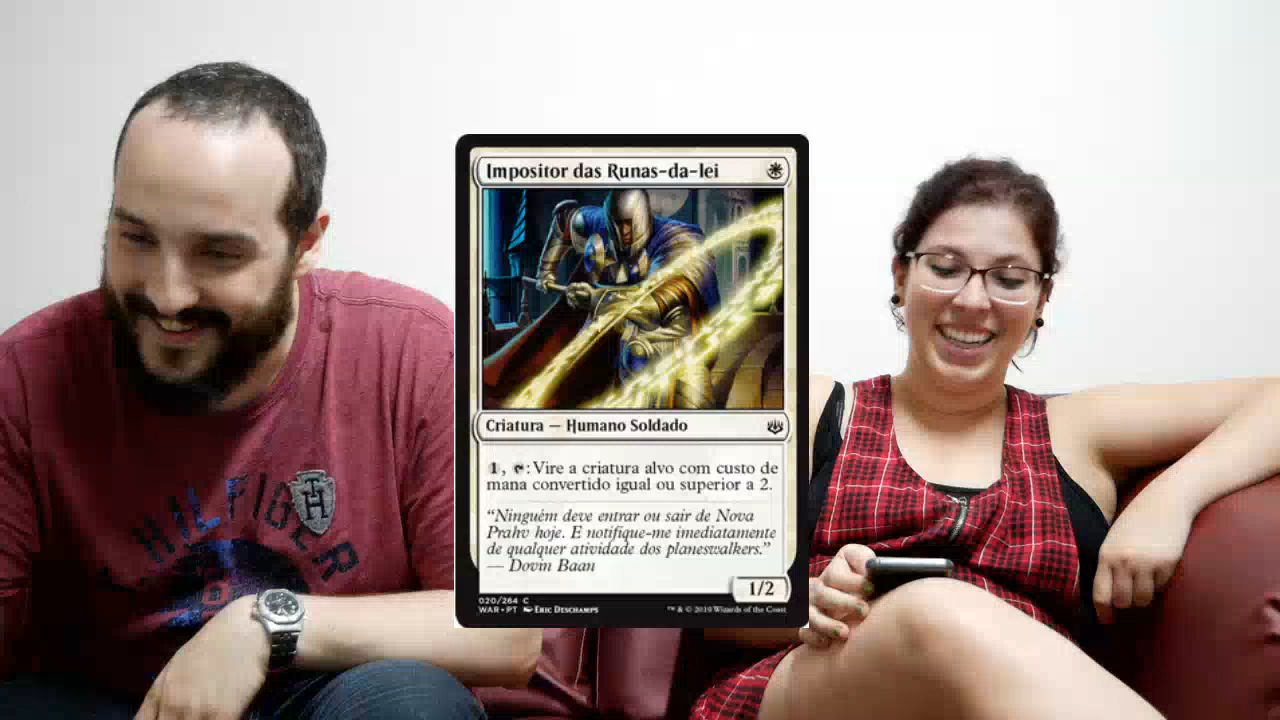 Impositor das Runas-da-lei
Criatura — Humano Soldado
1, : Vire a criatura alvo com custo de
mana convertido igual ou superior a 2.
“Ninguém deve entrar ou sair de Nova
Prahv hoje. E notifique-me imediatamente
de qualquer atividade dos planeswalkers.”
— Dovin Baan
1/2
020/264 C
WAR • PT Eric Deschamps
™ & © 2019 Wizards of the Coast
HILFIGER
TH